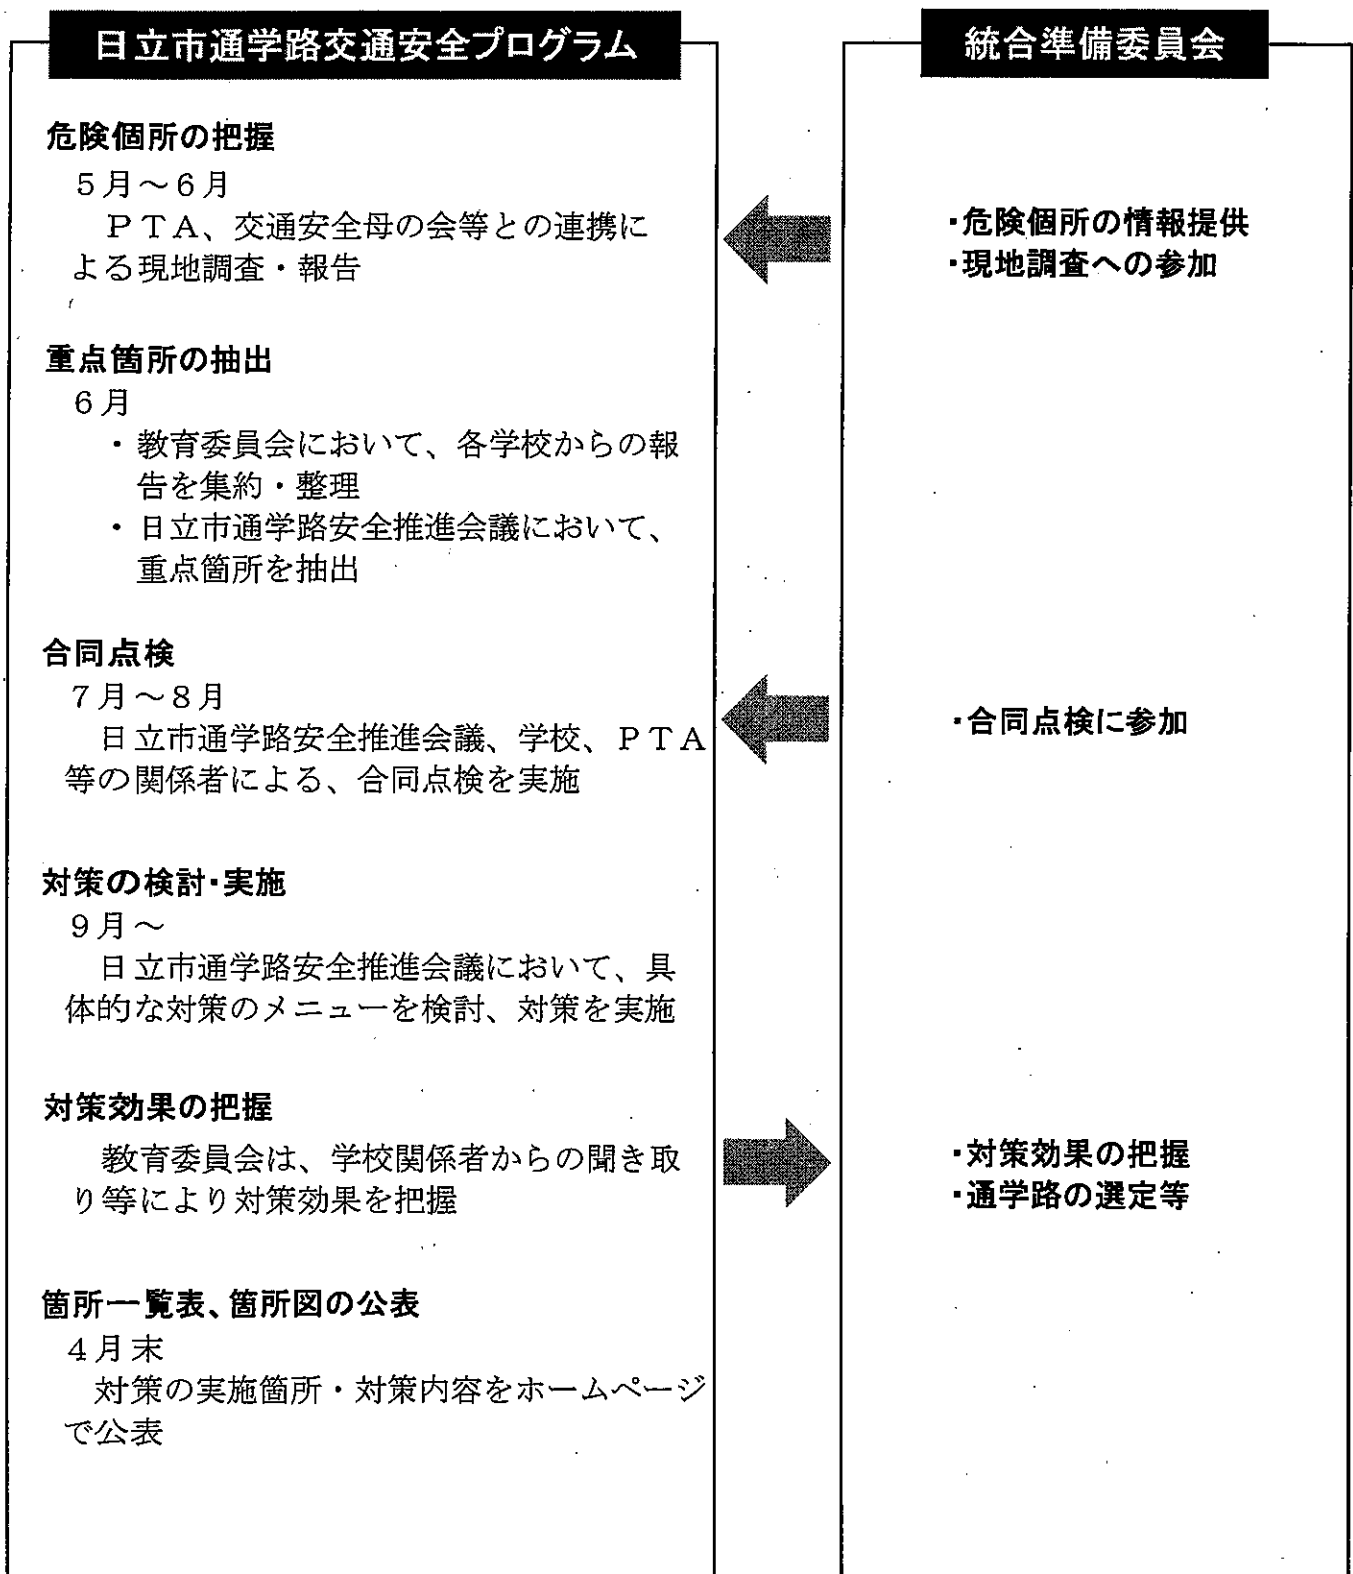 日立市通学路交通安全プログラム
危険個所の把握
５月～６月
ＰＴＡ、交通安全母の会等との連携に
よる現地調査・報告
重点箇所の抽出
６月
・教育委員会において、各学校からの報
告を集約・整理
・日立市通学路安全推進会議において、
重点箇所を抽出
合同点検
７月～８月
日立市通学路安全推進会議、学校、ＰＴＡ
等の関係者による、合同点検を実施
対策の検討・実施
９月～
日立市通学路安全推進会議において、具
体的な対策のメニューを検討、対策を実施
対策効果の把握
教育委員会は、学校関係者からの聞き取
り等により対策効果を把握
箇所一覧表、箇所図の公表
４月末
対策の実施箇所・対策内容をホームページ
で公表
統合準備委員会
・危険個所の情報提供
・現地調査への参加
・合同点検に参加
・対策効果の把握
・通学路の選定等